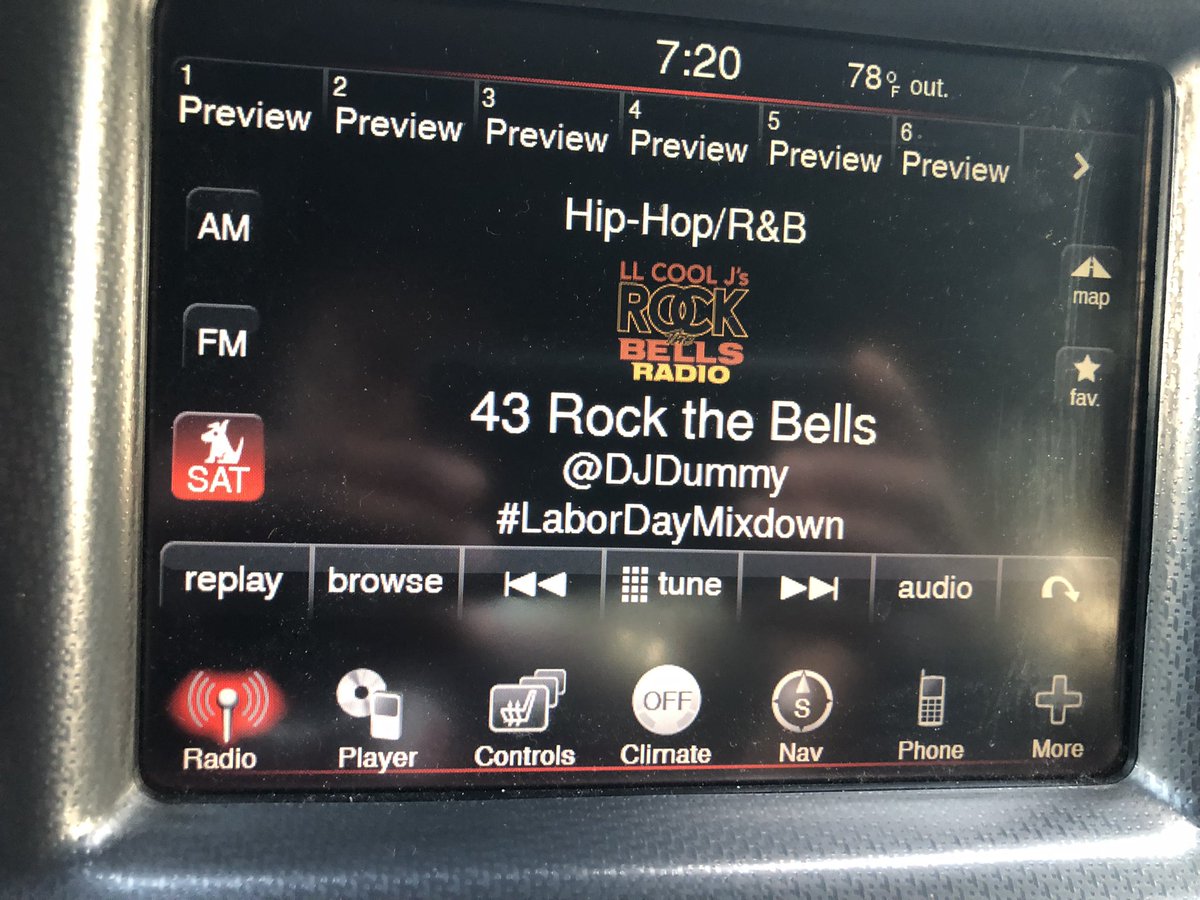 7:20
78°F out.
1 Preview
2 Preview
3 Preview
4 Preview
5 Preview
6 Preview
AM
Hip-Hop/R&B
LL COOL J's
ROCK
The
BELLS
RADIO
map
FM
fav.
43 Rock the Bells
SAT
@DJDummy
#LaborDayMixdown
replay
browse
tune
audio
OFF
S
Radio
Player
Controls
Climate
Nav
Phone
More